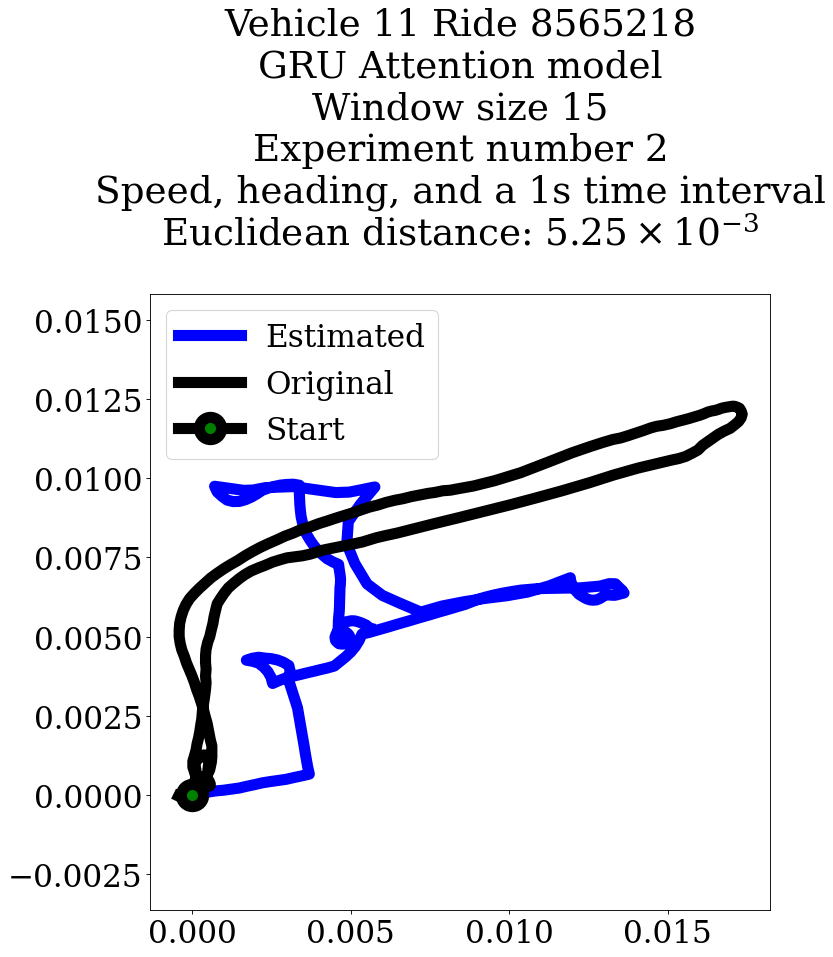 Vehicle 11 Ride 8565218
GRU Attention model
Window size 15
Experiment number 2
Speed, heading, and a 1s time interval
Euclidean distance: 5.25 × 10⁻³
Estimated
Original
Start
0.0150
0.0125
0.0100
0.0075
0.0050
0.0025
0.0000
−0.0025
0.000 0.005 0.010 0.015